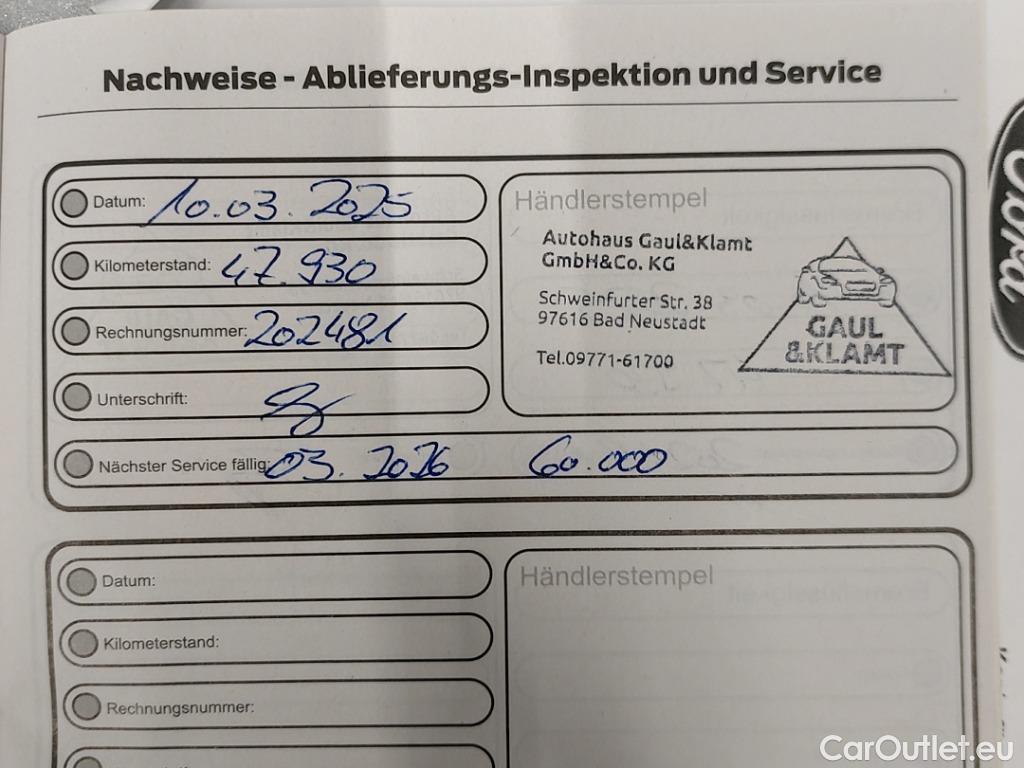 Nachweise - Ablieferungs-Inspektion und Service
Datum: 10.03.2025
Kilometerstand: 47.930
Rechnungsnummer: 202481
Unterschrift:
Nächster Service fällig: 03.2026 60.000
Händlerstempel
Autohaus Gaul&Klamt
GmbH&Co. KG
Schweinfurter Str. 38
97616 Bad Neustadt
Tel.09771-61700
GAUL
&KLAMT
Datum:
Kilometerstand:
Rechnungsnummer:
Händlerstempel
CarOutlet.eu